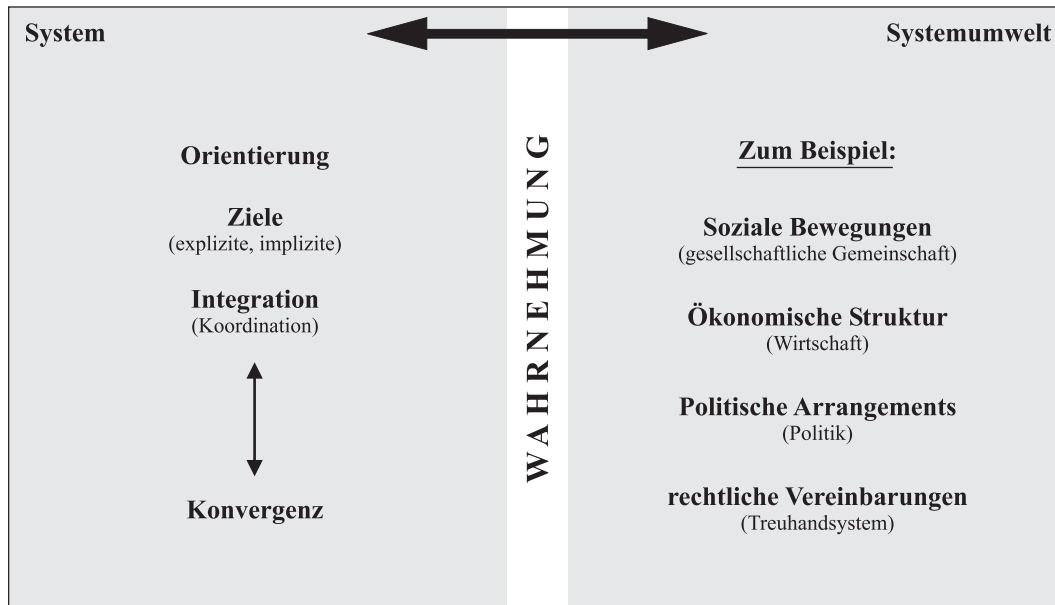 System
Orientierung
Ziele
(explizite, implizite)
Integration
(Koordination)
Konvergenz
WAHRNEHMUNG
Systemumwelt
Zum Beispiel:
Soziale Bewegungen
(gesellschaftliche Gemeinschaft)
Ökonomische Struktur
(Wirtschaft)
Politische Arrangements
(Politik)
rechtliche Vereinbarungen
(Treuhandsystem)